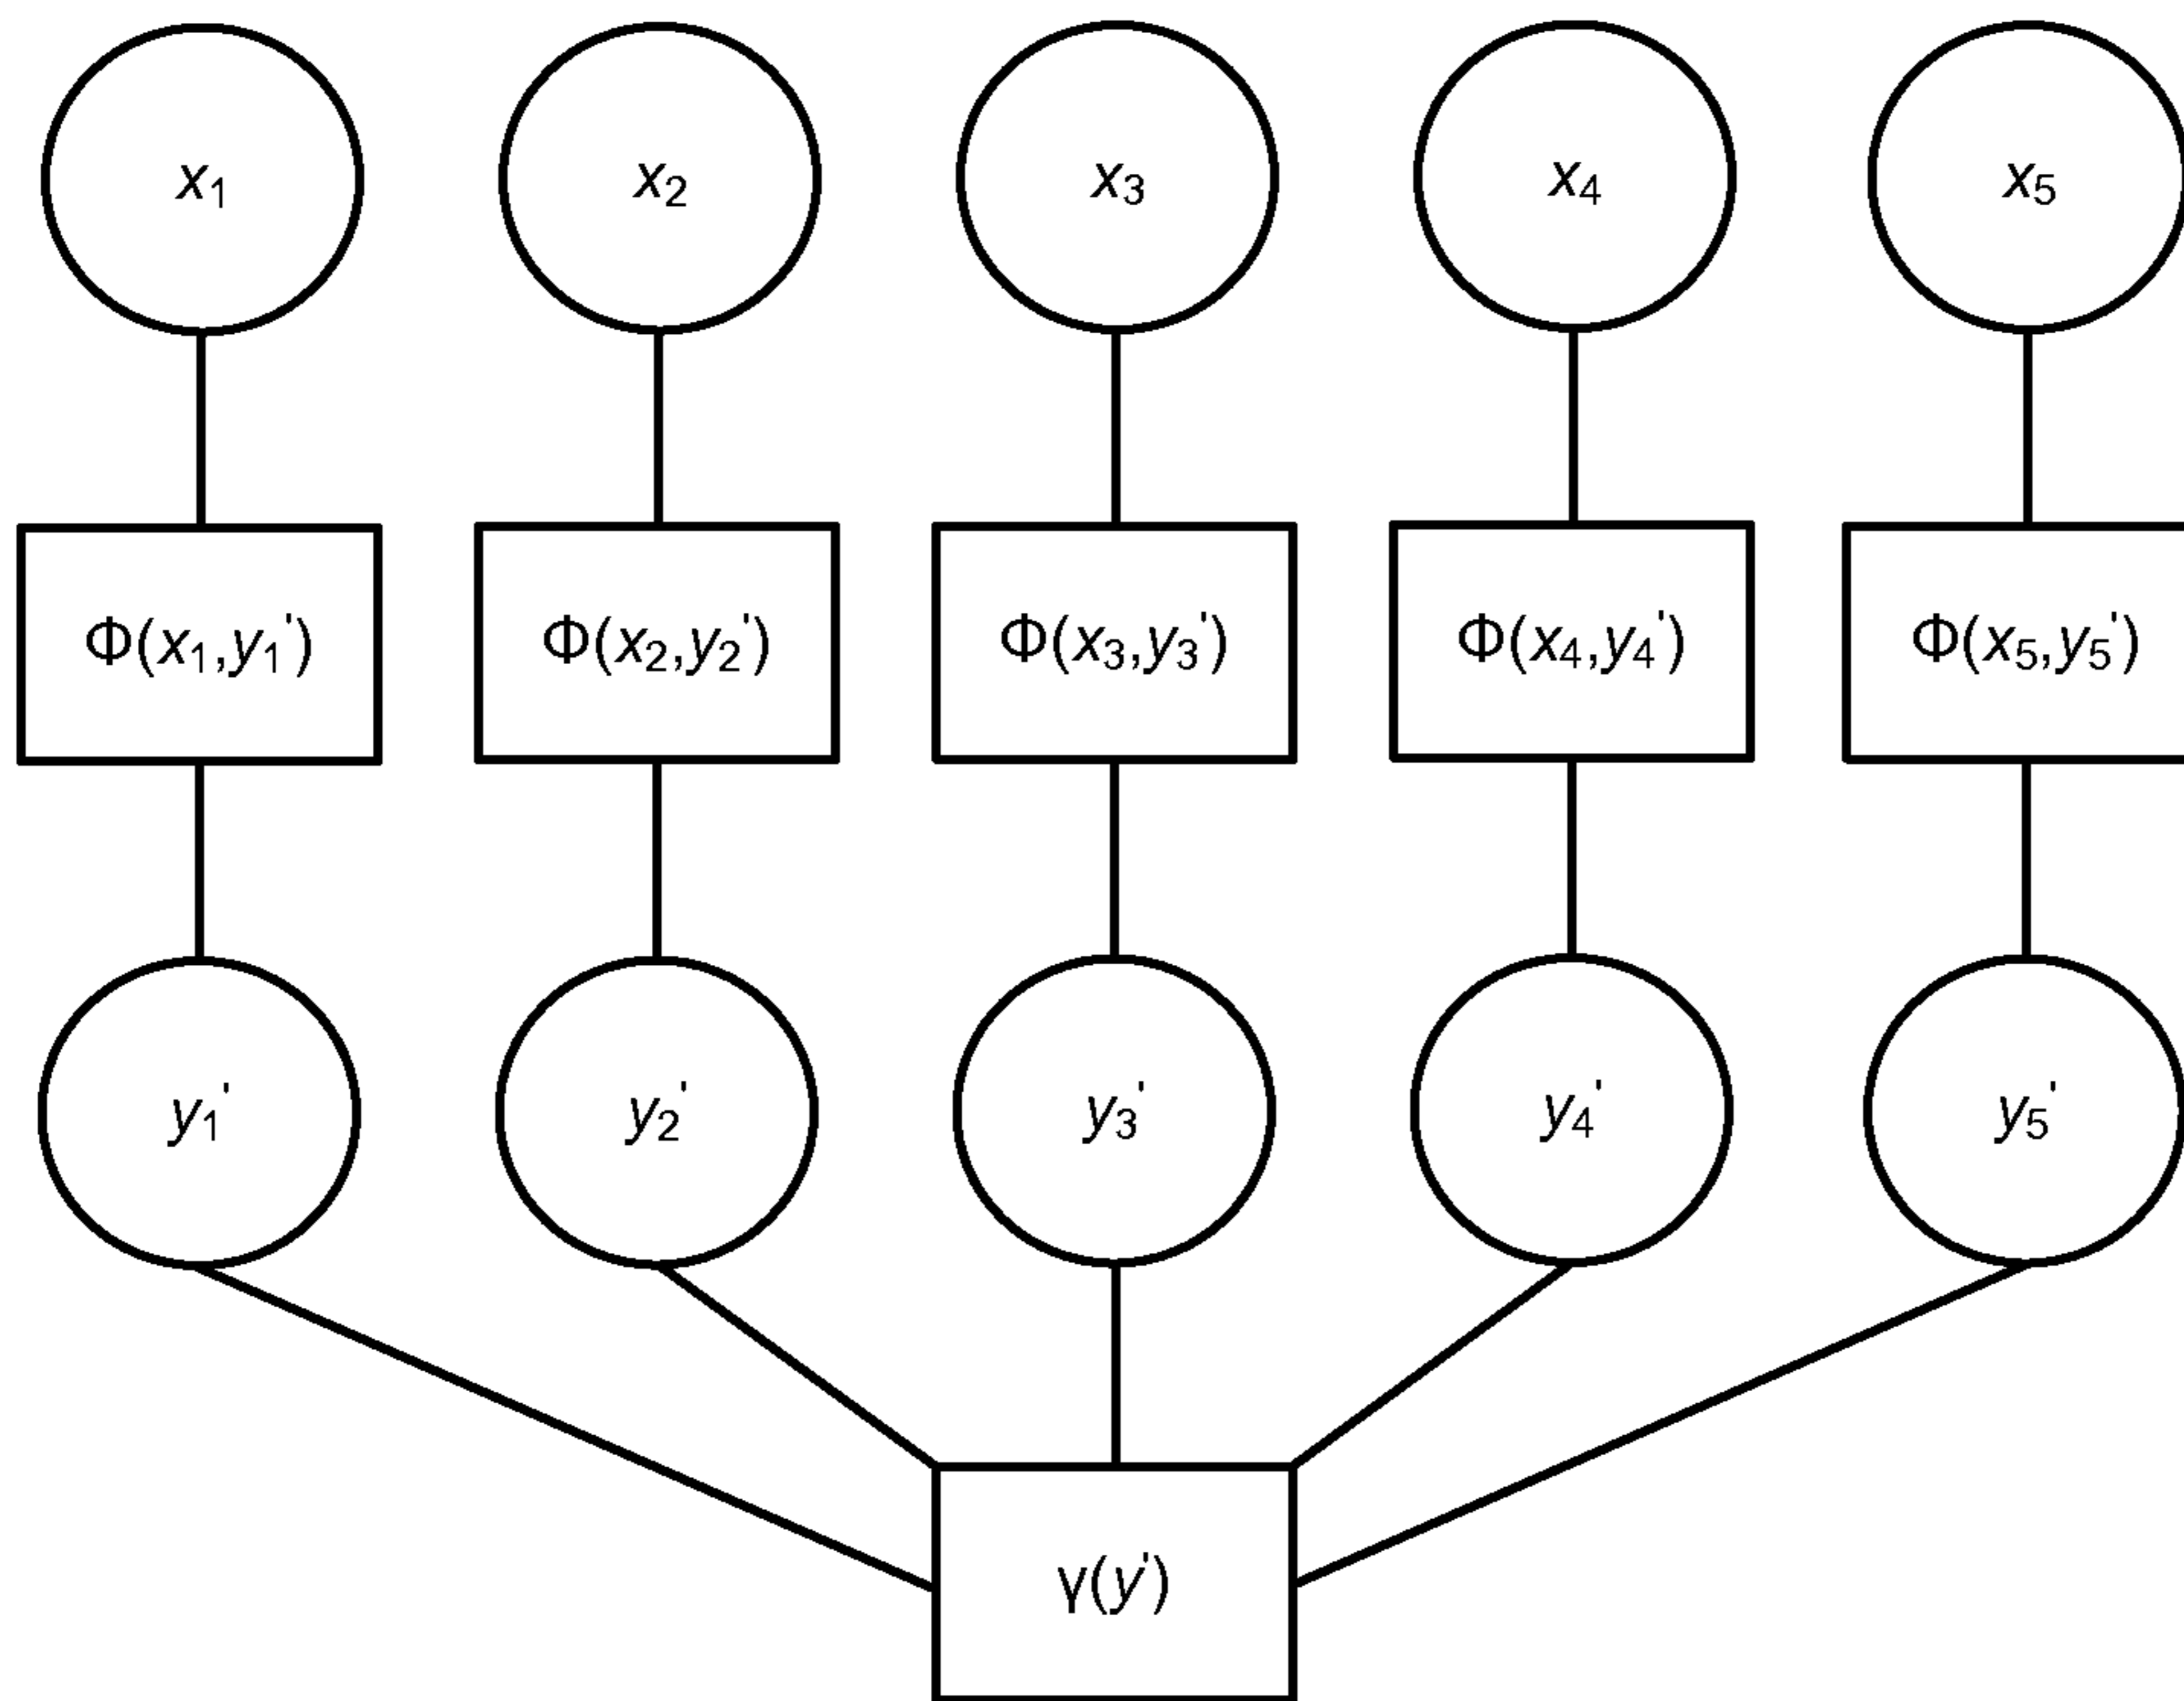 x₁ x₂ x₃ x₄ x₅
Φ(x₁,y₁') Φ(x₂,y₂') Φ(x₃,y₃') Φ(x₄,y₄') Φ(x₅,y₅')
y₁' y₂' y₃' y₄' y₅'
γ(y')